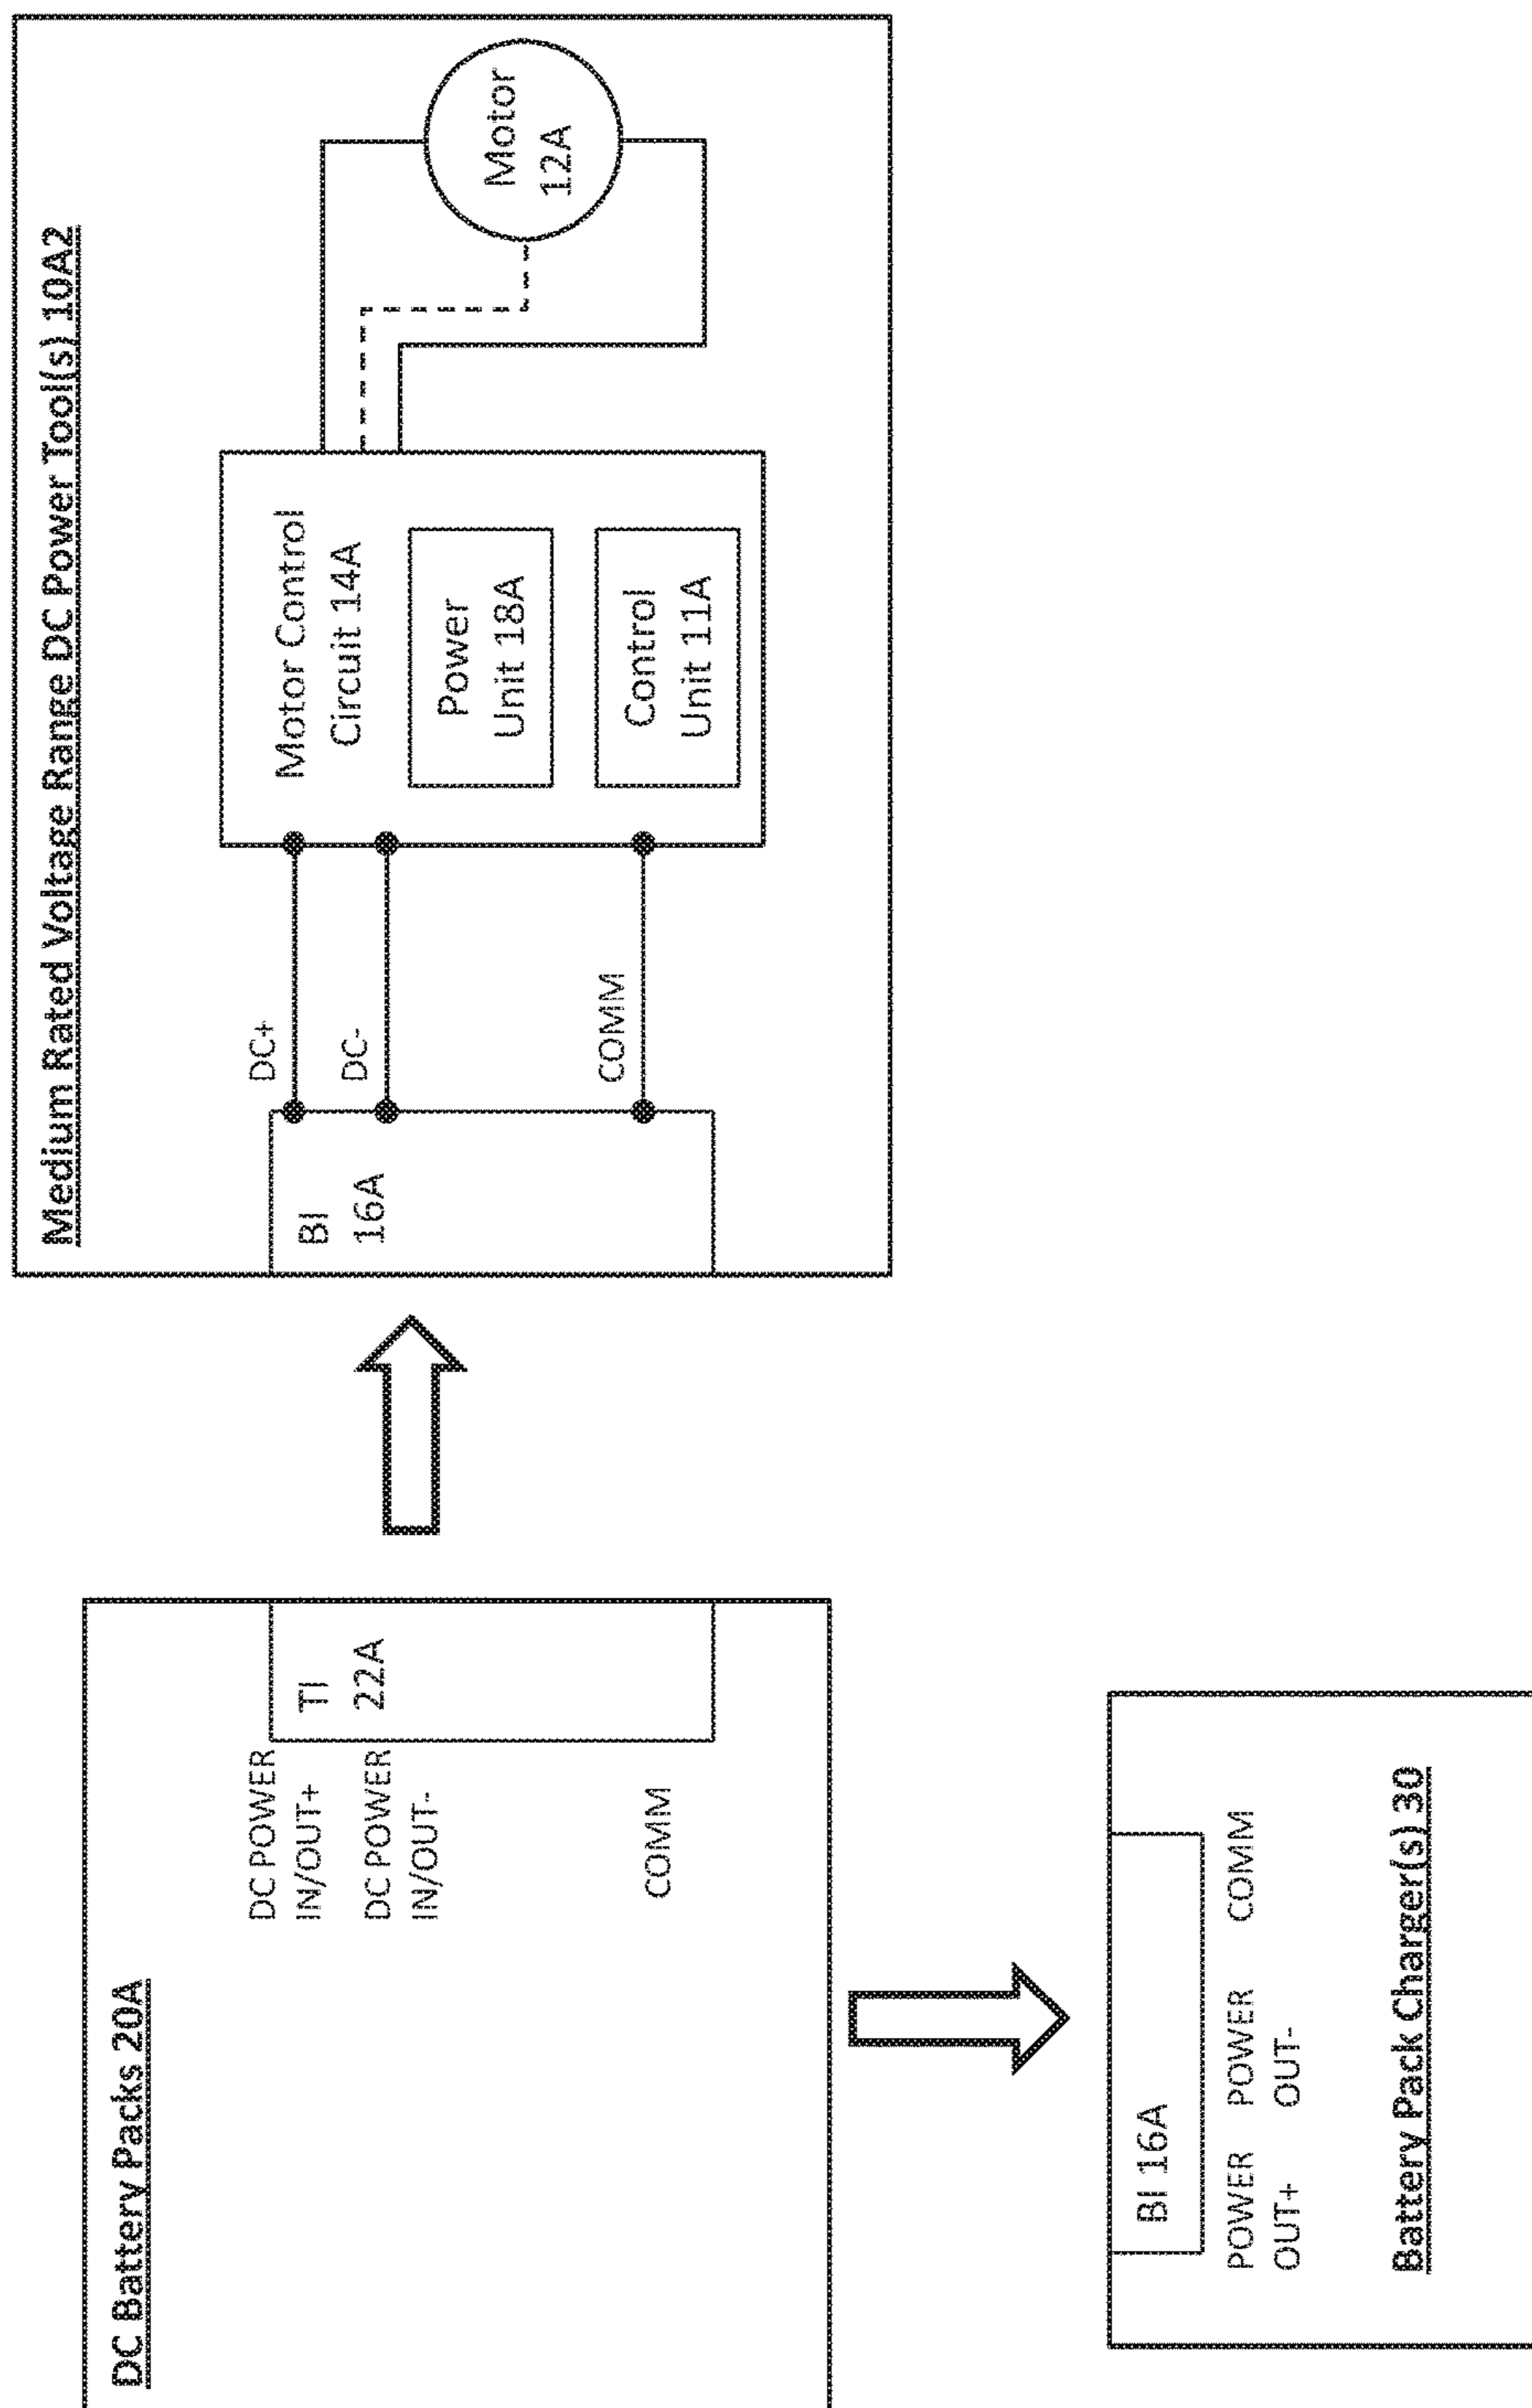 DC Battery Packs 20A
DC POWER
IN/OUT+
DC POWER
IN/OUT-
COMM
TI
22A
Medium Rated Voltage Range DC Power Tool(s) 10A2
BI
16A
DC+
DC-
COMM
Motor Control
Circuit 14A
Power
Unit 18A
Control
Unit 11A
Motor
12A
BI 16A
POWER
OUT+
POWER
OUT-
COMM
Battery Pack Charger(s) 30